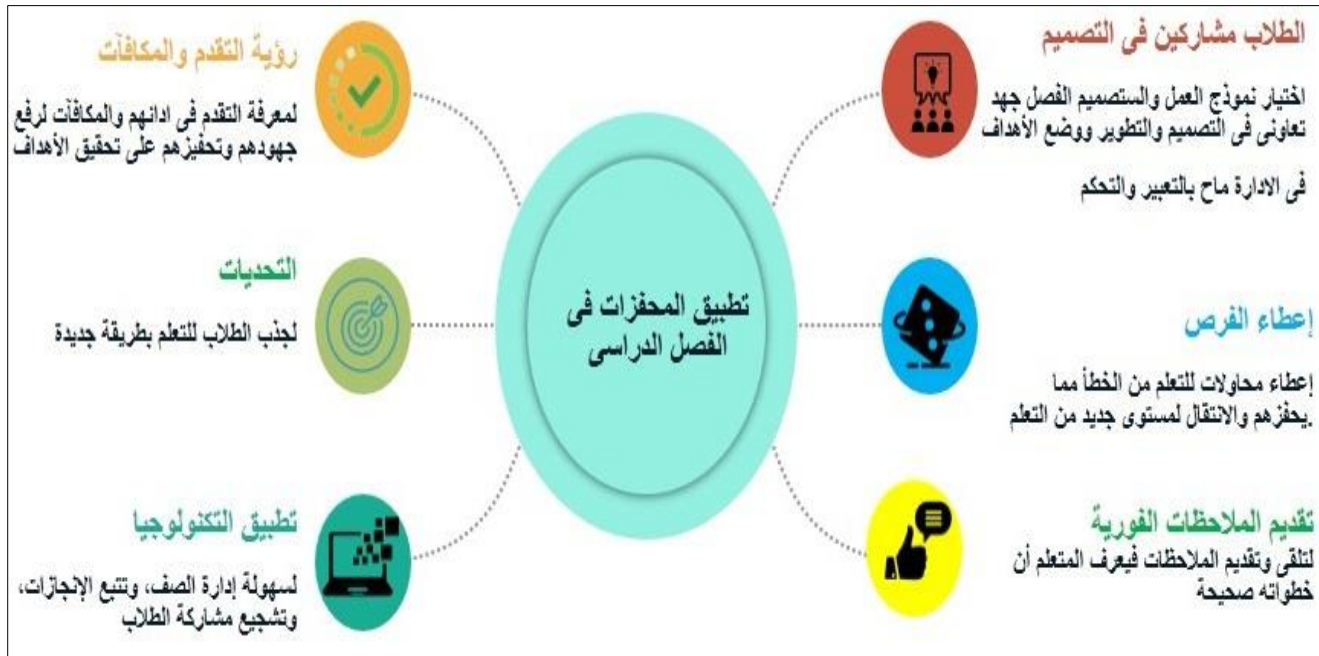 الطلاب مشاركين فى التصميم
اختيار نموذج العمل والستصميم الفصل جهد
تعاونى فى التصميم والتطوير ووضع الأهداف
فى الادارة ماح بالتعبير والتحكم
إعطاء الفرص
إعطاء محاولات للتعلم من الخطأ مما
.يحفزهم والانتقال لمستوى جديد من التعلم
تقديم الملاحظات الفورية
لتلقى وتقديم الملاحظات فيعرف المتعلم أن
خطواته صحيحة
تطبيق المحفزات فى
الفصل الدراسى
رؤية التقدم والمكافآت
لمعرفة التقدم فى ادائهم والمكافآت لرفع
جهودهم وتحفيزهم على تحقيق الأهداف
التحديات
لجذب الطلاب للتعلم بطريقة جديدة
تطبيق التكنولوجيا
لسهولة إدارة الصف، وتتبع الإنجازات،
وتشجيع مشاركة الطلاب